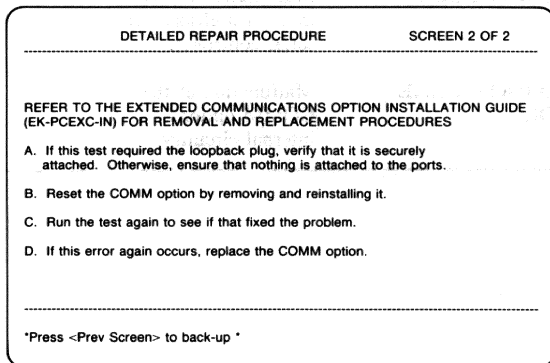 DETAILED REPAIR PROCEDURE SCREEN 2 OF 2
REFER TO THE EXTENDED COMMUNICATIONS OPTION INSTALLATION GUIDE
(EK-PCEXC-IN) FOR REMOVAL AND REPLACEMENT PROCEDURES
A. If this test required the loopback plug, verify that it is securely
attached. Otherwise, ensure that nothing is attached to the ports.
B. Reset the COMM option by removing and reinstalling it.
C. Run the test again to see if that fixed the problem.
D. If this error again occurs, replace the COMM option.
*Press <Prev Screen> to back-up *